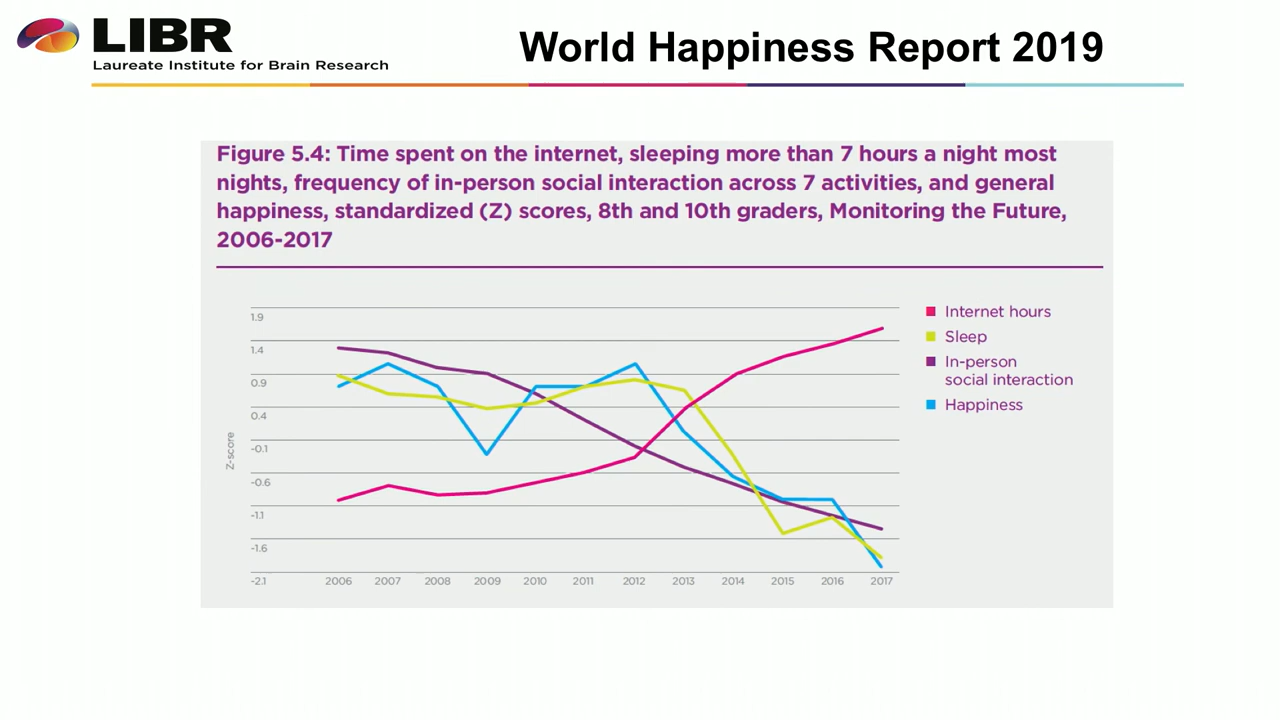 LIBR
Laureate Institute for Brain Research
World Happiness Report 2019
Figure 5.4: Time spent on the internet, sleeping more than 7 hours a night most
nights, frequency of in-person social interaction across 7 activities, and general
happiness, standardized (Z) scores, 8th and 10th graders, Monitoring the Future,
2006-2017
1.9
1.4
0.9
0.4
-0.1
-0.6
-1.1
-1.6
-2.1
Z-score
2006 2007 2008 2009 2010 2011 2012 2013 2014 2015 2016 2017
Internet hours
Sleep
In-person
social interaction
Happiness